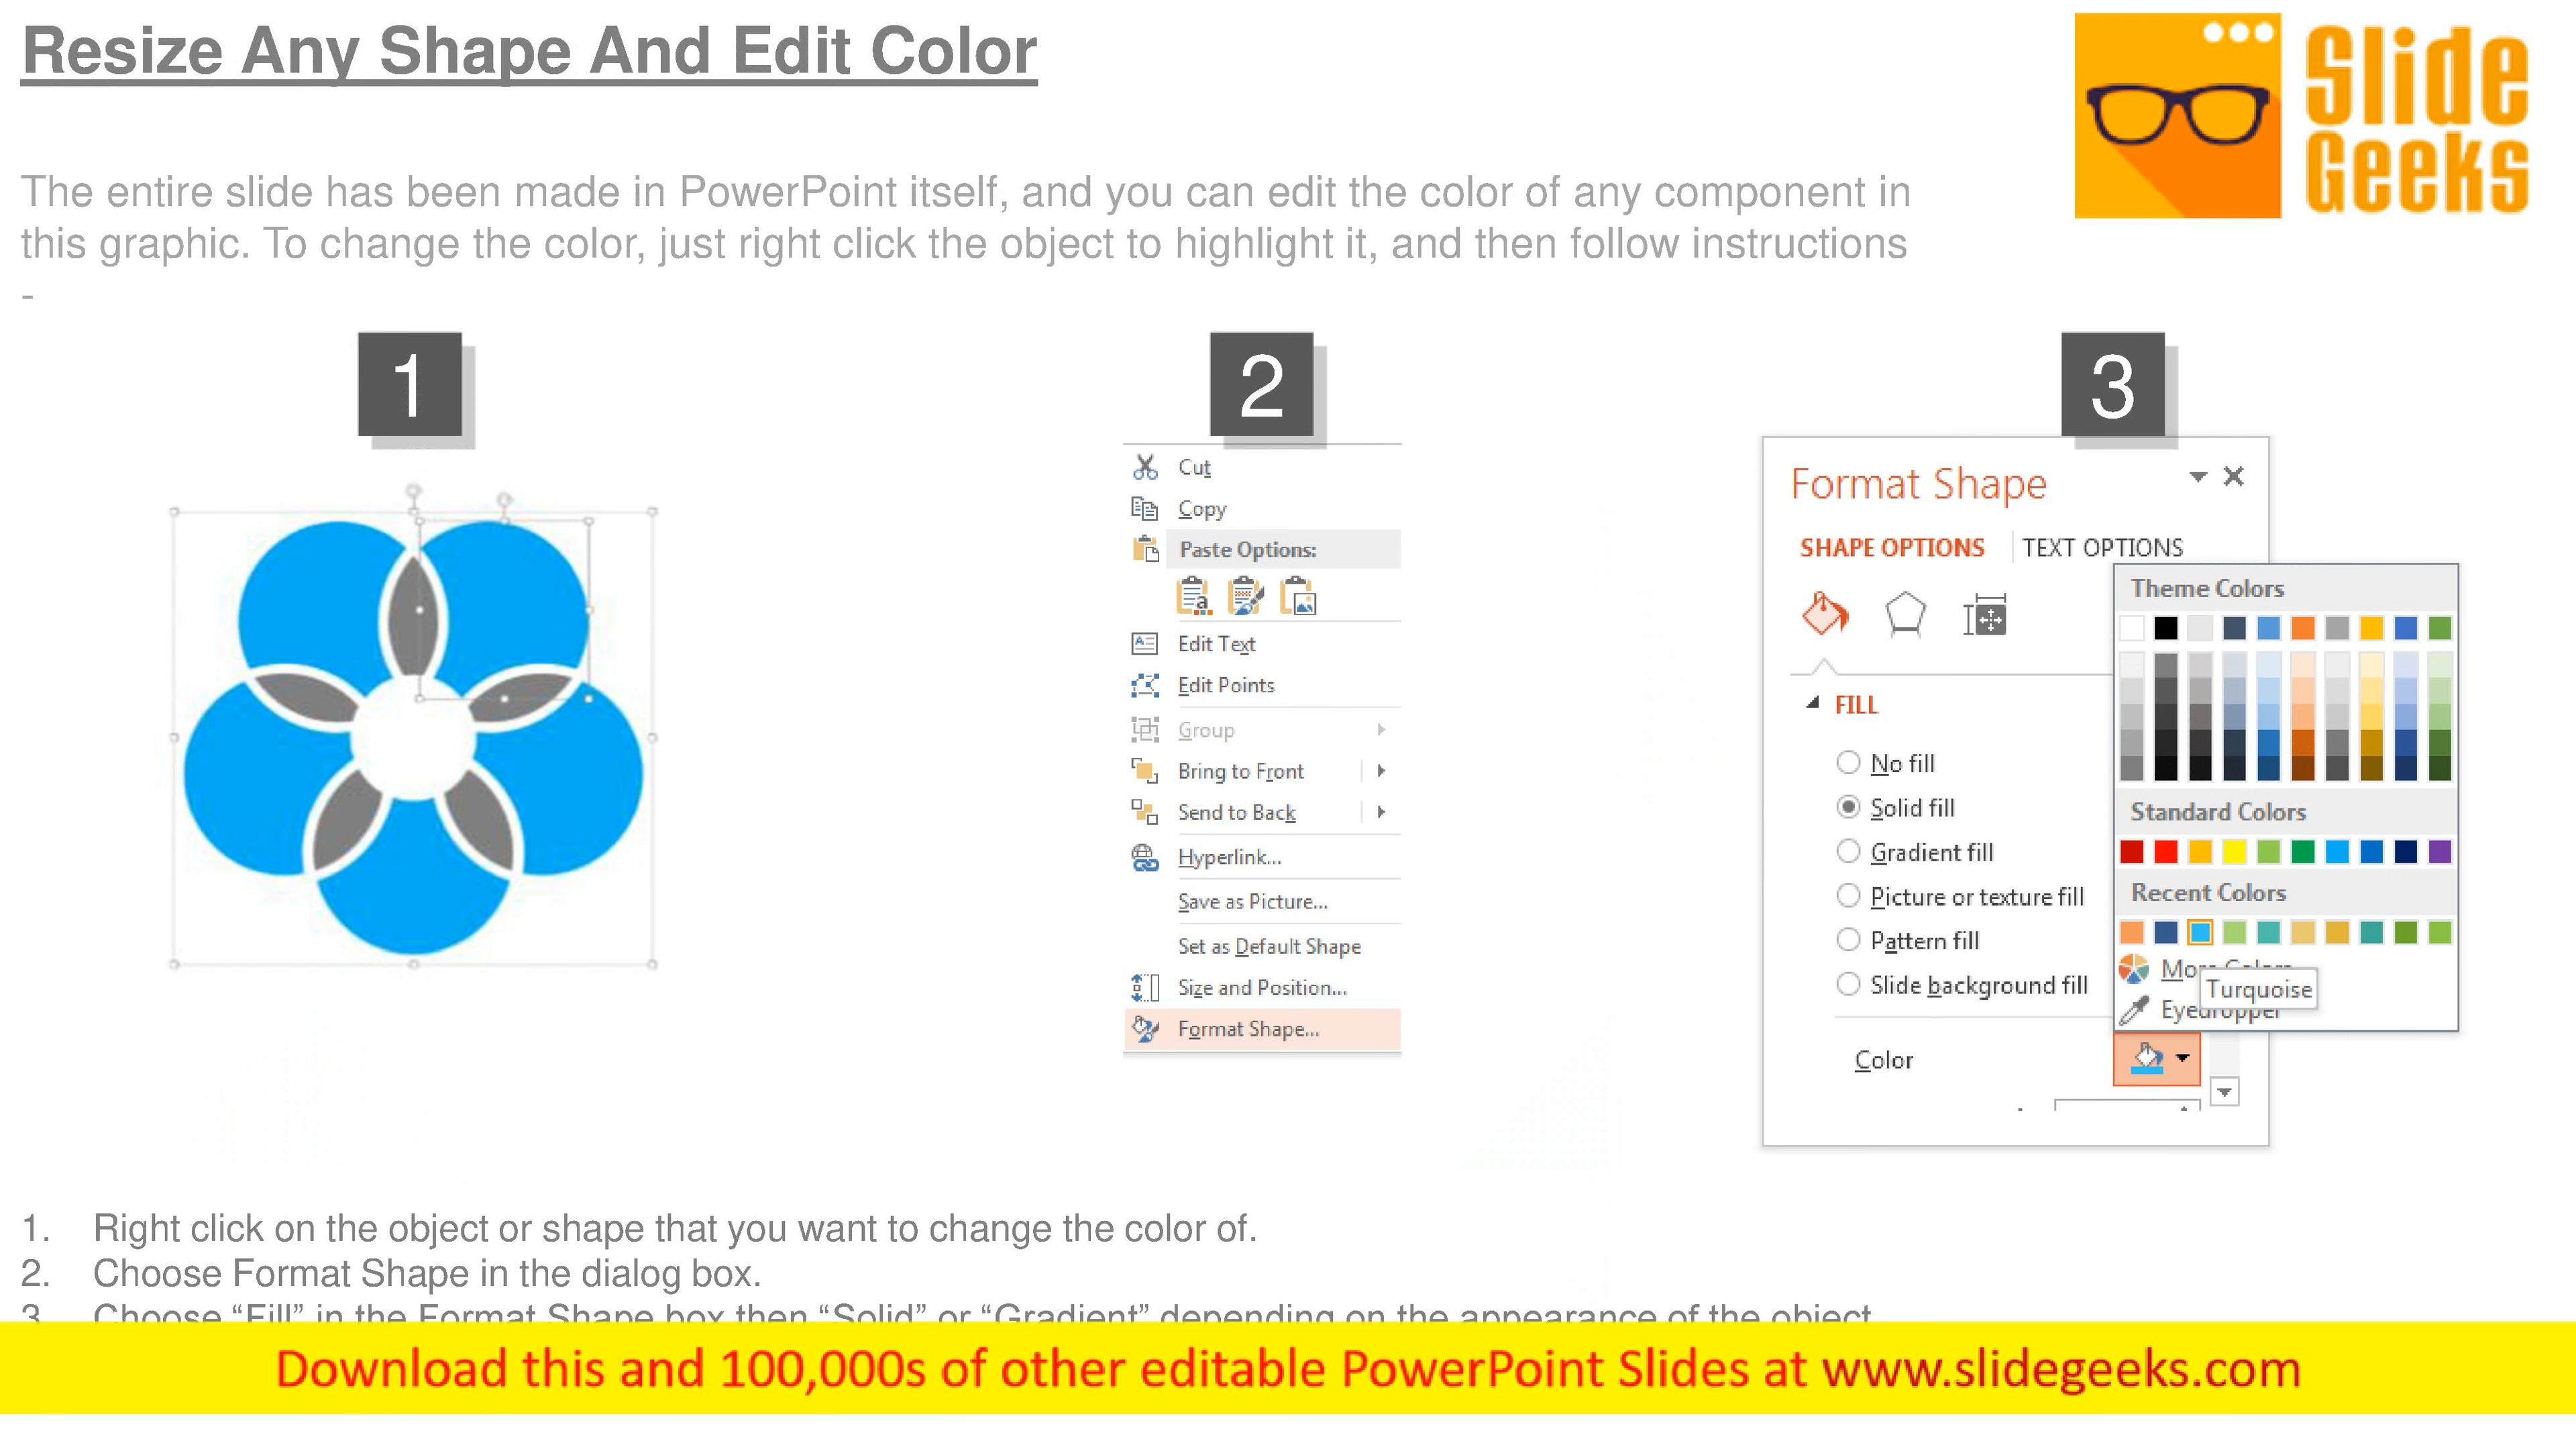 Resize Any Shape And Edit Color
Slide
Geeks
The entire slide has been made in PowerPoint itself, and you can edit the color of any component in
this graphic. To change the color, just right click the object to highlight it, and then follow instructions
-
1
2
3
Cut
Copy
Paste Options:
Edit Text
Edit Points
Group
Bring to Front
Send to Back
Hyperlink...
Save as Picture...
Set as Default Shape
Size and Position...
Format Shape...
Format Shape
SHAPE OPTIONS
TEXT OPTIONS
FILL
No fill
Solid fill
Gradient fill
Picture or texture fill
Pattern fill
Slide background fill
Color
Theme Colors
Standard Colors
Recent Colors
More Colors
Turquoise
Eyedropper
1. Right click on the object or shape that you want to change the color of.
2. Choose Format Shape in the dialog box.
3. Choose “Fill” in the Format Shape box then “Solid” or “Gradient” depending on the appearance of the object
Download this and 100,000s of other editable PowerPoint Slides at www.slidegeeks.com